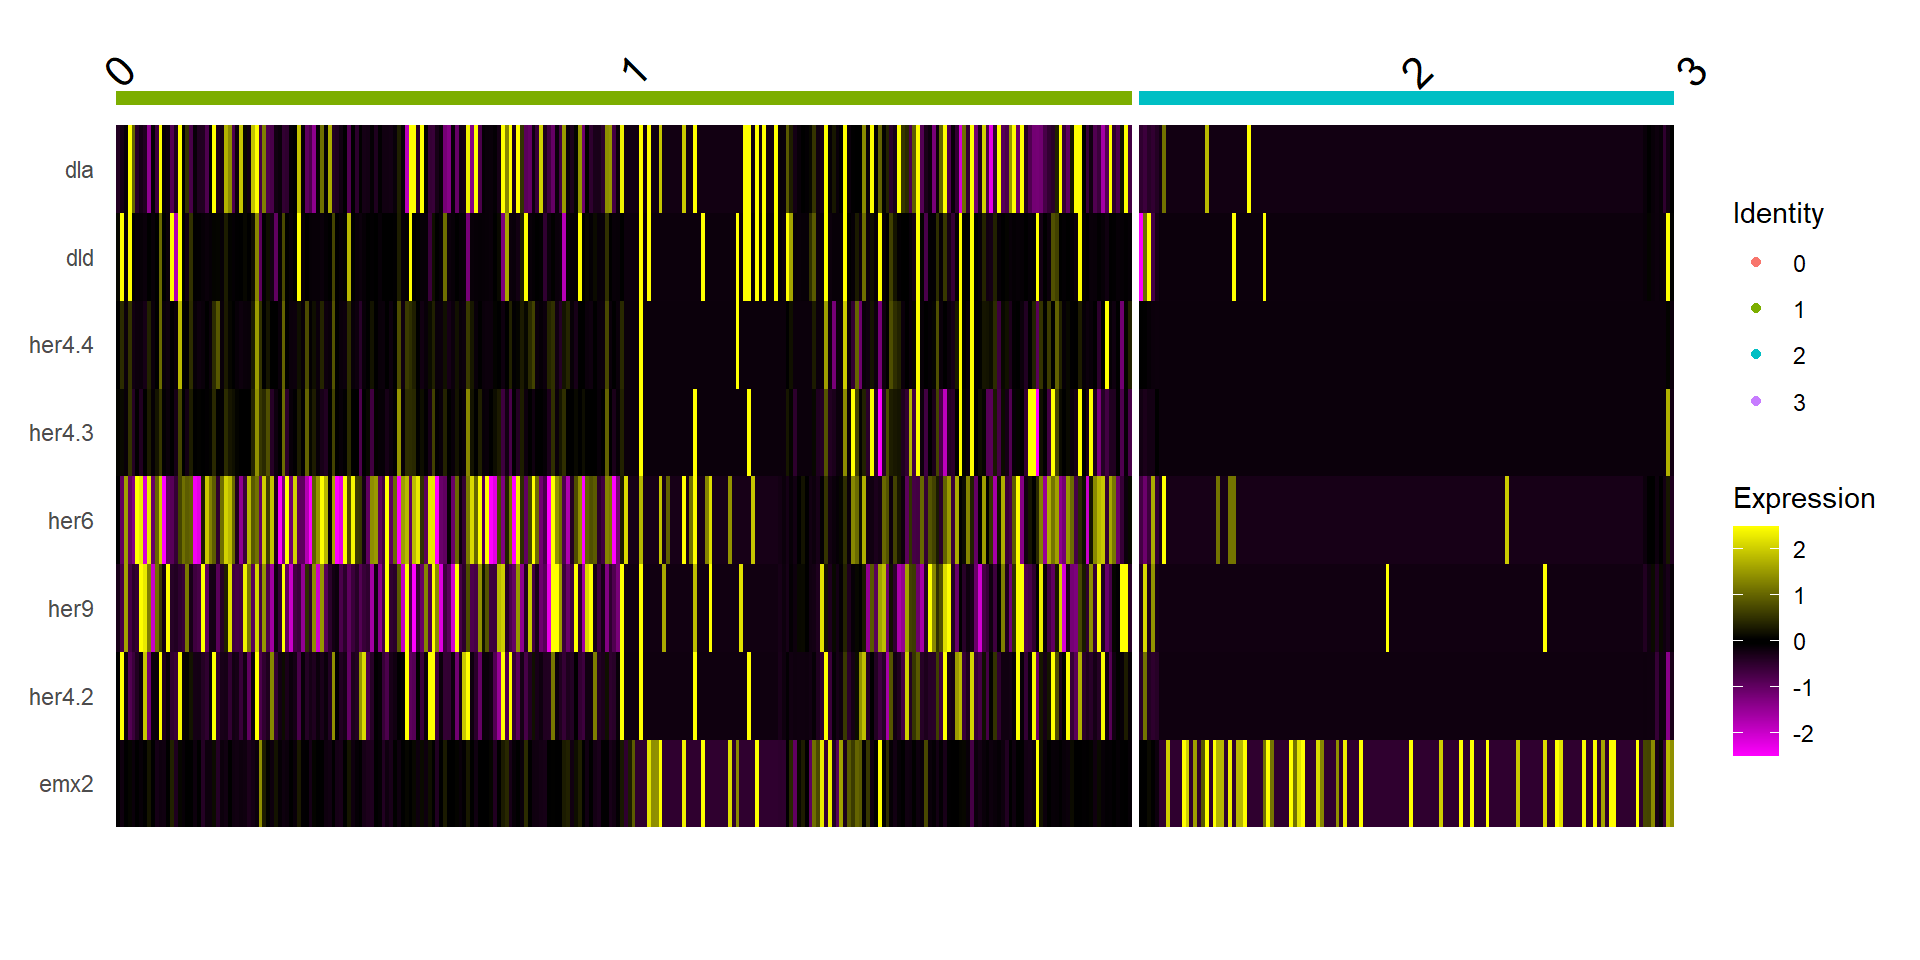 0 1 2 3
dla
dld
her4.4
her4.3
her6
her9
her4.2
emx2
Identity
0
1
2
3
Expression
2
1
0
-1
-2